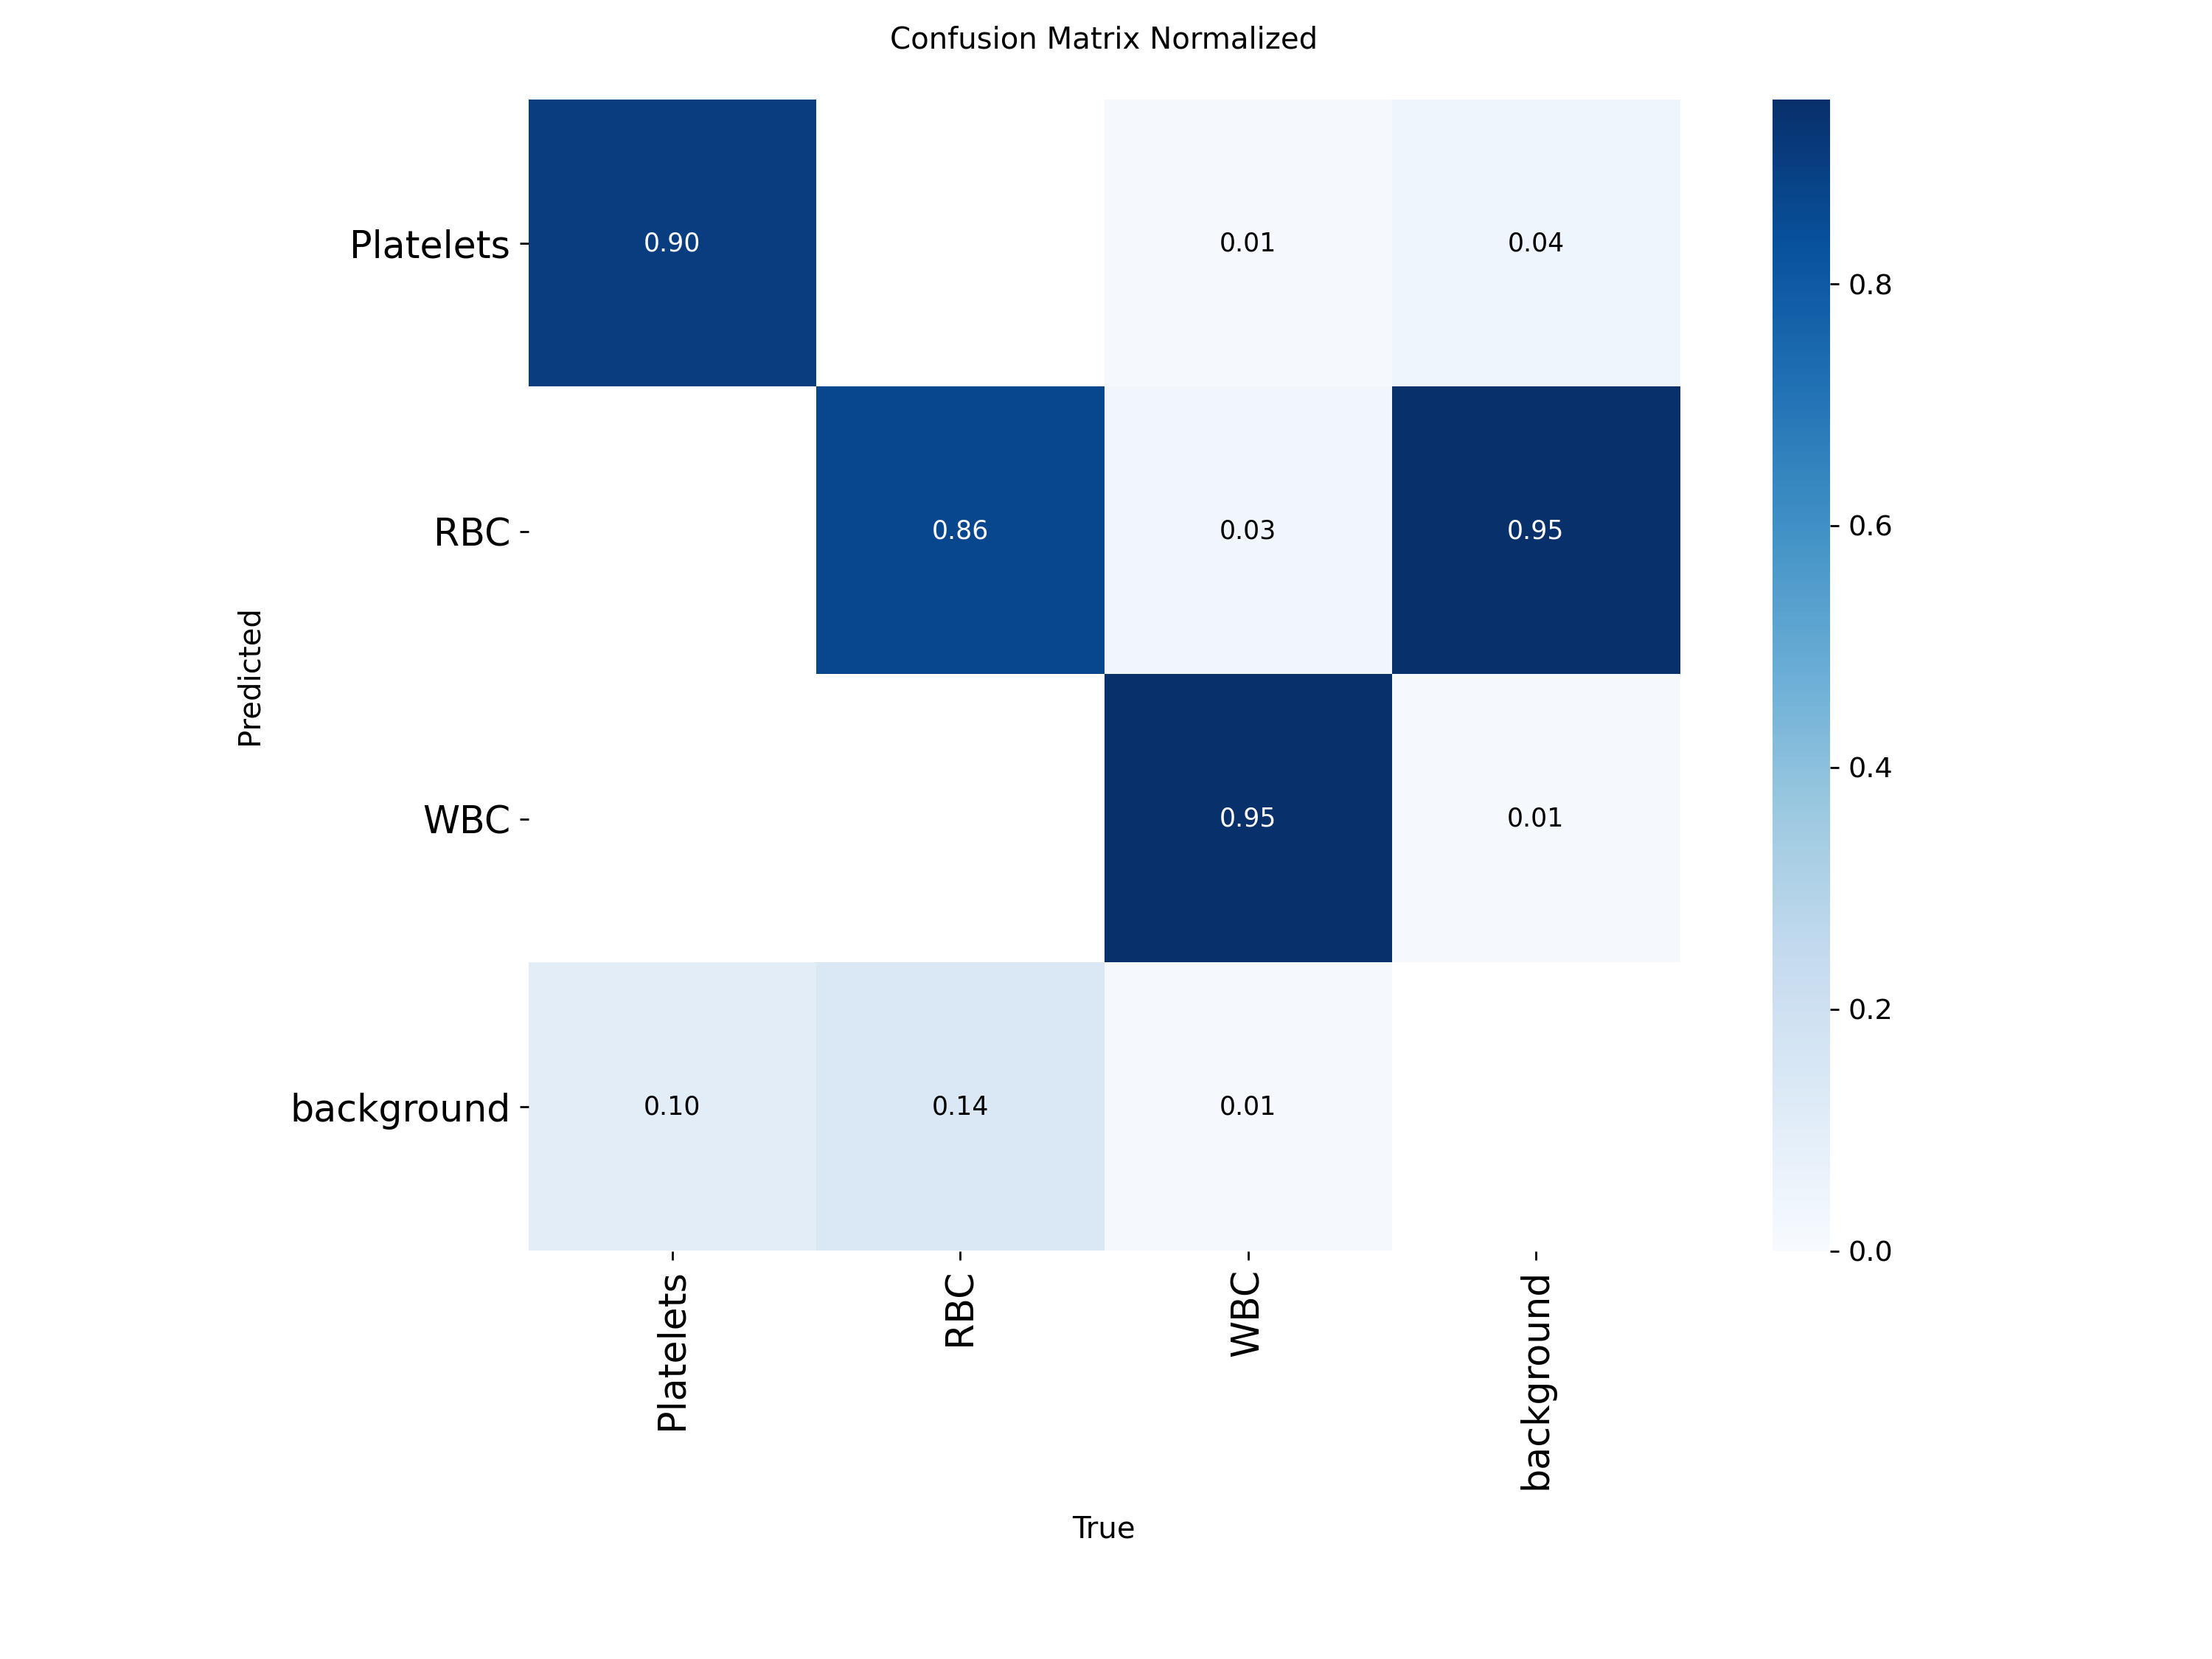 Confusion Matrix Normalized
Platelets
0.90
0.01
0.04
0.8
RBC
0.86
0.03
0.95
0.6
Predicted
WBC
0.95
0.01
0.4
background
0.10
0.14
0.01
0.2
0.0
Platelets
RBC
WBC
background
True